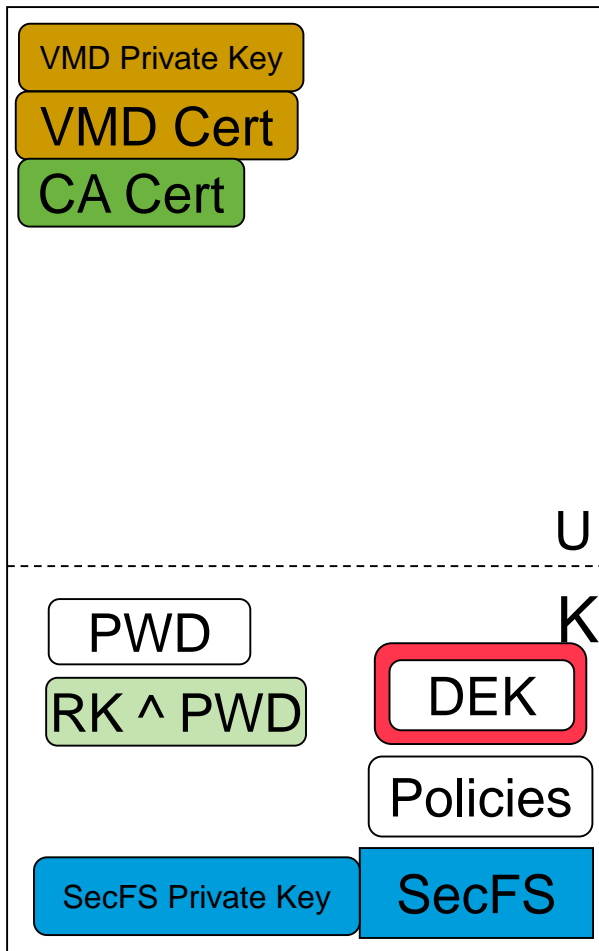 VMD Private Key
VMD Cert
CA Cert
U
K
PWD
DEK
RK ^ PWD
Policies
SecFS Private Key
SecFS